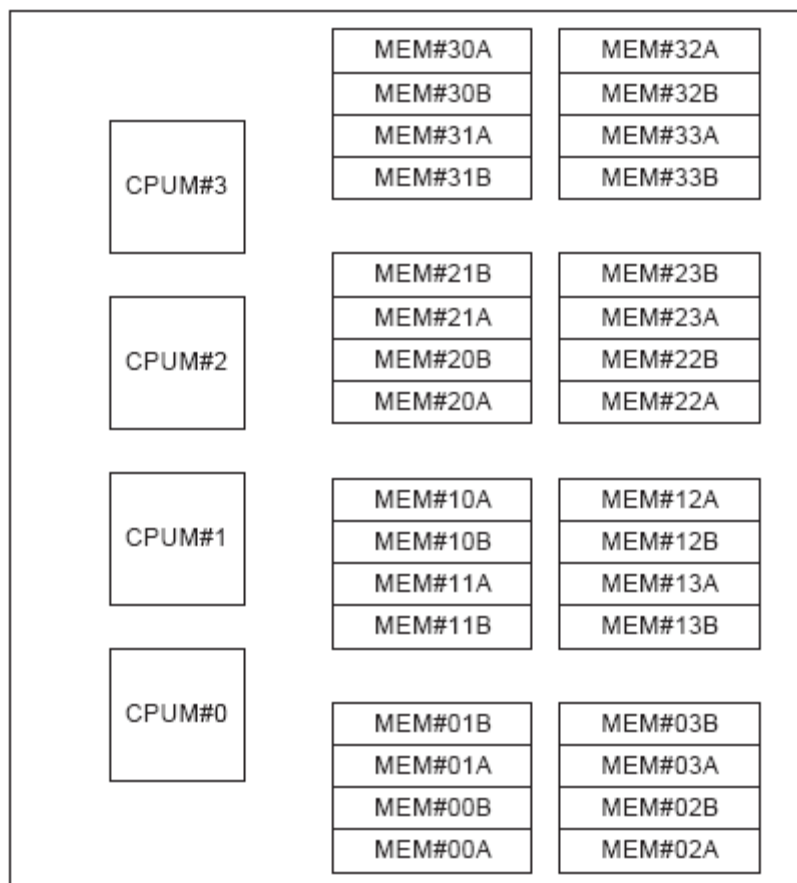 MEM#30A MEM#32A
MEM#30B MEM#32B
MEM#31A MEM#33A
CPUM#3
MEM#31B MEM#33B
MEM#21B MEM#23B
MEM#21A MEM#23A
CPUM#2
MEM#20B MEM#22B
MEM#20A MEM#22A
MEM#10A MEM#12A
CPUM#1
MEM#10B MEM#12B
MEM#11A MEM#13A
MEM#11B MEM#13B
CPUM#0
MEM#01B MEM#03B
MEM#01A MEM#03A
MEM#00B MEM#02B
MEM#00A MEM#02A